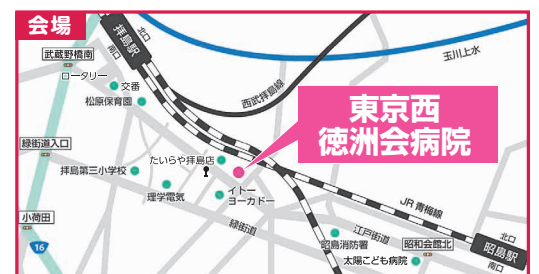 会場
拝島駅
北口
南口
武蔵野橋南
ロータリー
交番
松原保育園
玉川上水
西武拝島線
東京西
徳洲会病院
緑街道入口
拝島第三小学校
たいらや拝島店
理学電気
イトー
ヨーカドー
小荷田
16
緑街道
JR青梅線
江戸街道
昭島消防署
昭和会館北
太陽こども病院
北口
昭島駅
南口